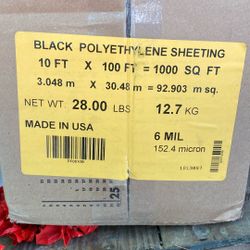 BLACK POLYETHYLENE SHEETING
10 FT X 100 FT = 1000 SQ FT
3.048 m X 30.48 m = 92.903 m sq.
NET WT: 28.00 LBS 12.7 KG
MADE IN USA
6 MIL
152.4 micron
.25